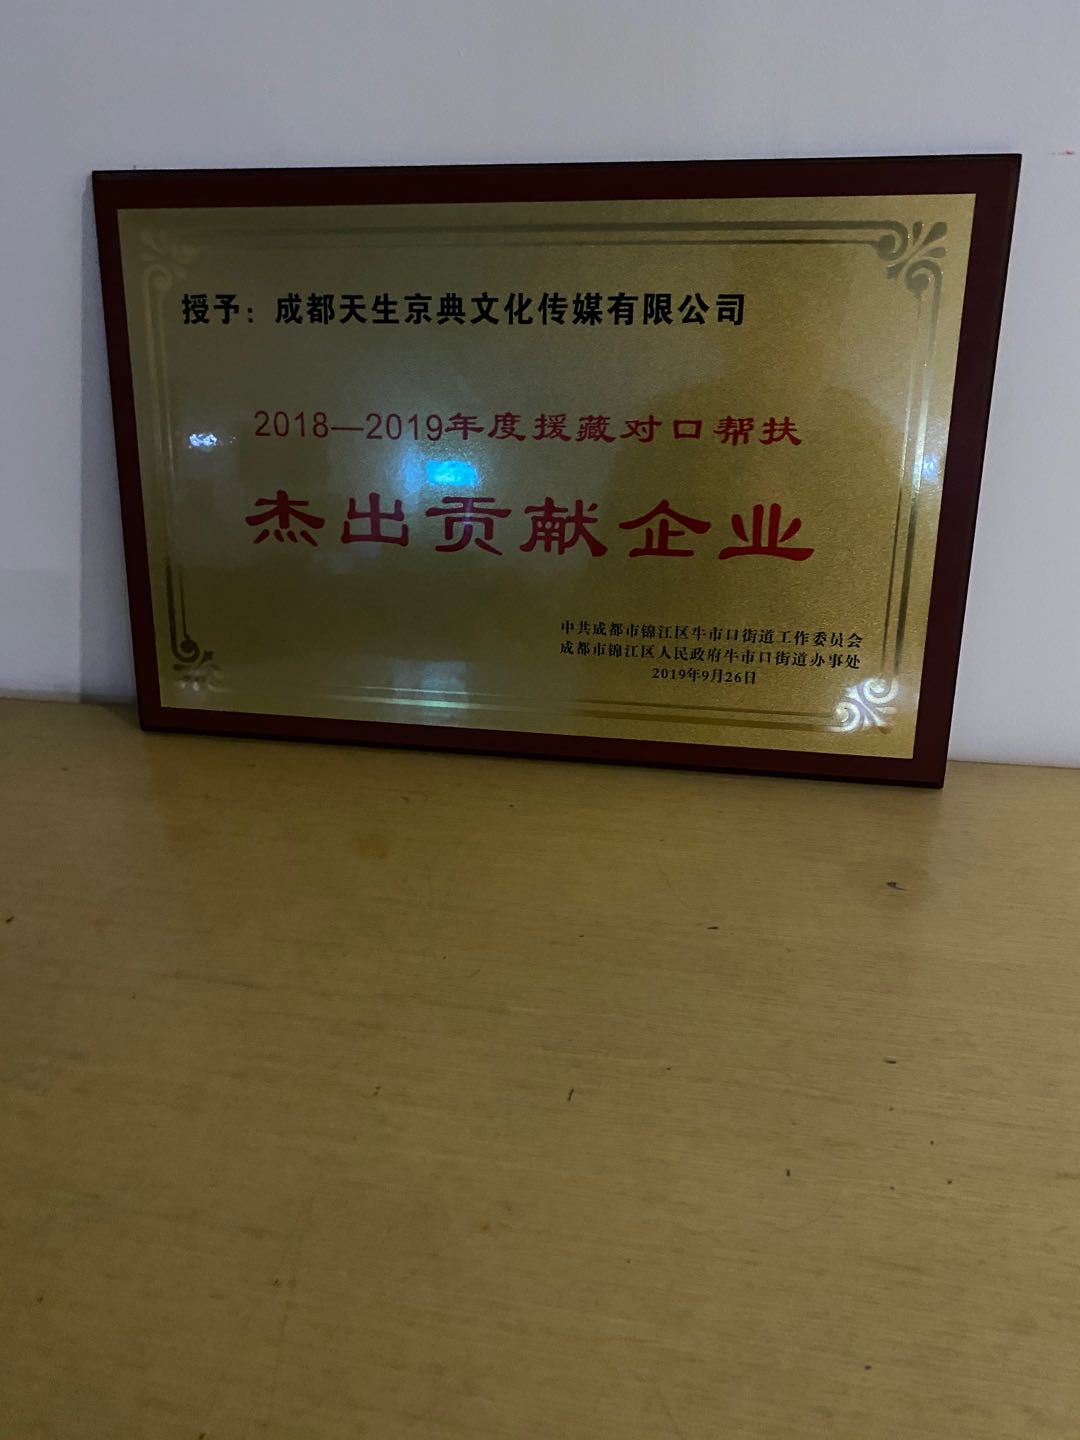 授予：成都天生京典文化传媒有限公司
2018—2019年度援藏对口帮扶
杰出贡献企业
中共成都市锦江区牛市口街道工作委员会
成都市锦江区人民政府牛市口街道办事处
2019年9月26日